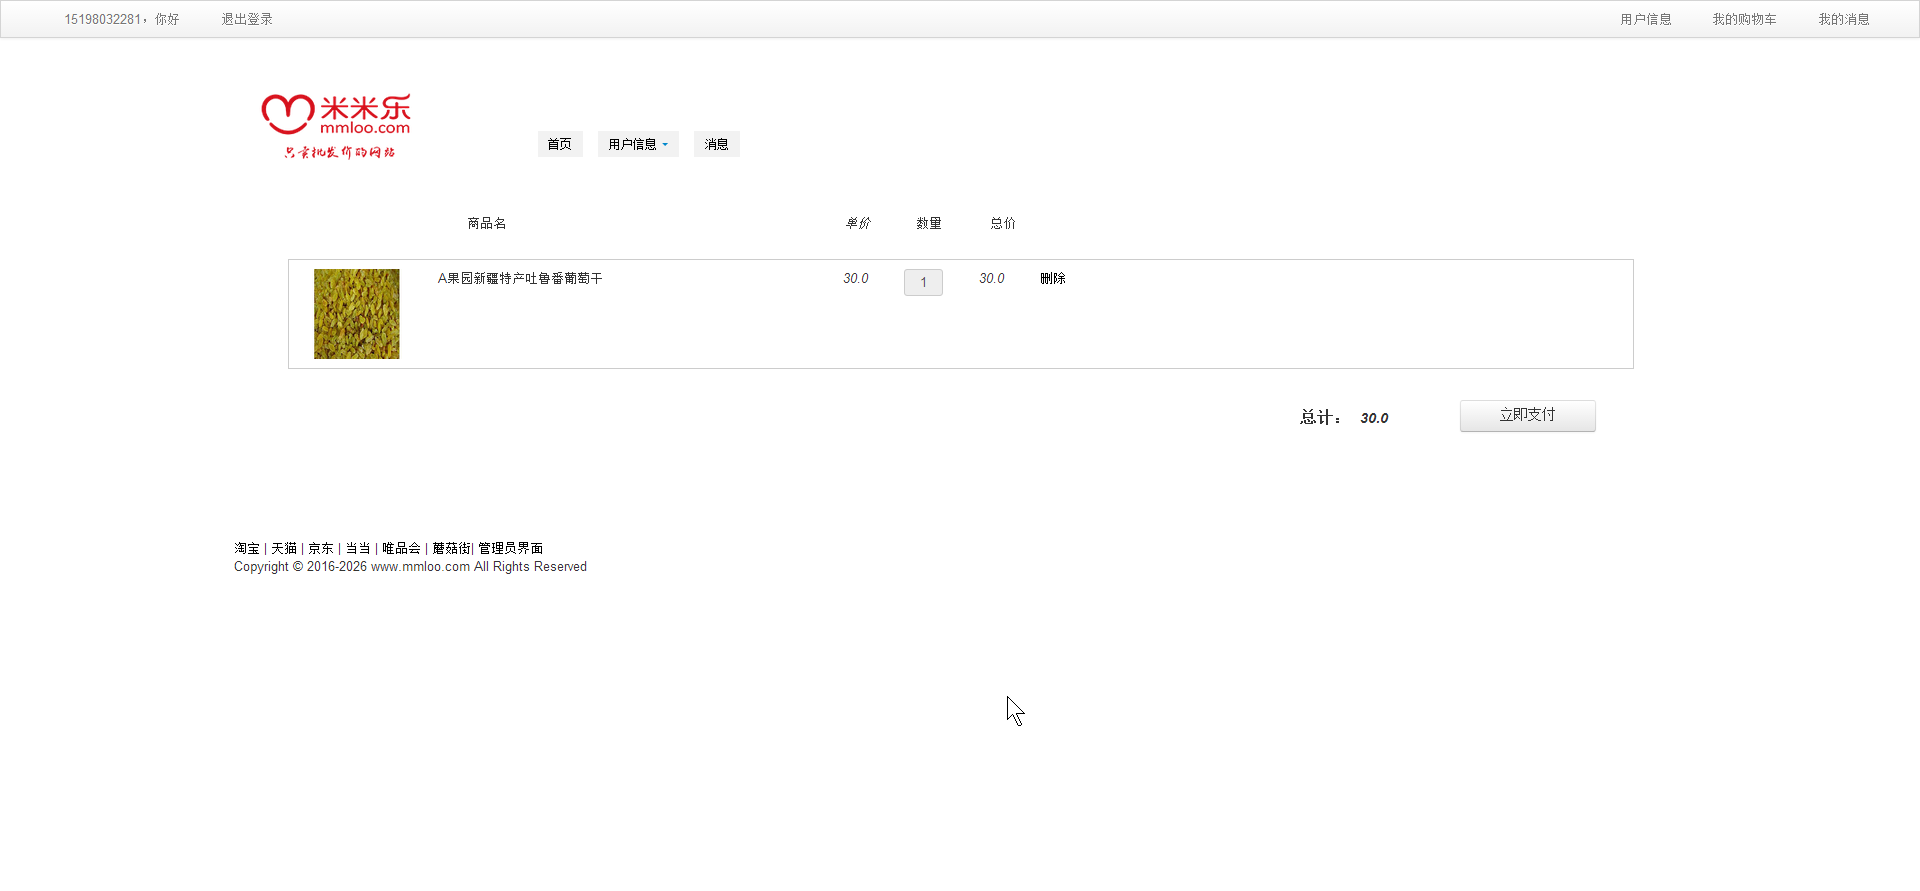 15198032281，你好 退出登录 用户信息 我的购物车 我的消息
米米乐
mmloo.com
只卖批发价的网站
首页 用户信息 消息
商品名 单价 数量 总价
A果园新疆特产吐鲁番葡萄干 30.0 1 30.0 删除
总计： 30.0 立即支付
淘宝 | 天猫 | 京东 | 当当 | 唯品会 | 蘑菇街| 管理员界面
Copyright © 2016-2026 www.mmloo.com All Rights Reserved